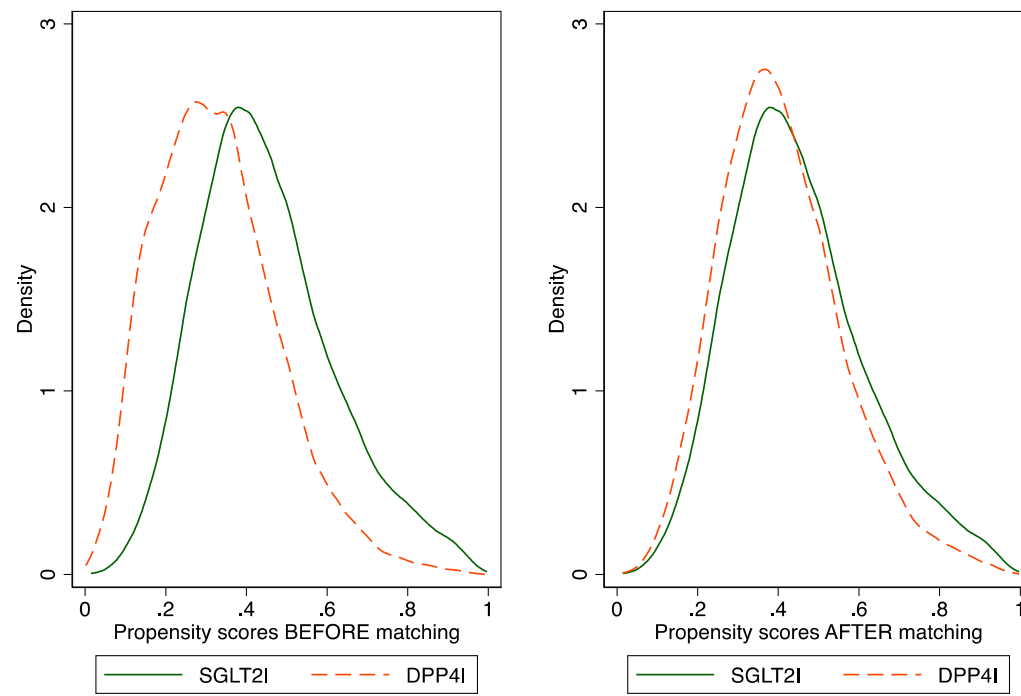 3
2
1
0
Density
0 .2 .4 .6 .8 1
Propensity scores BEFORE matching
SGLT2I DPP4I
3
2
1
0
Density
0 .2 .4 .6 .8 1
Propensity scores AFTER matching
SGLT2I DPP4I